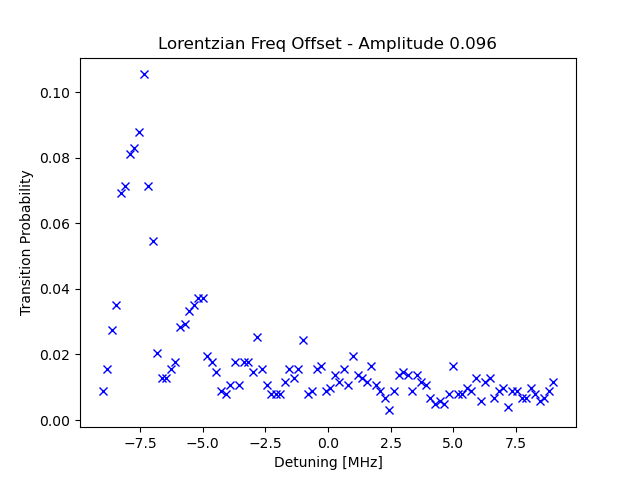 Lorentzian Freq Offset - Amplitude 0.096
0.10
0.08
0.06
0.04
0.02
0.00
Transition Probability
−7.5 −5.0 −2.5 0.0 2.5 5.0 7.5
Detuning [MHz]